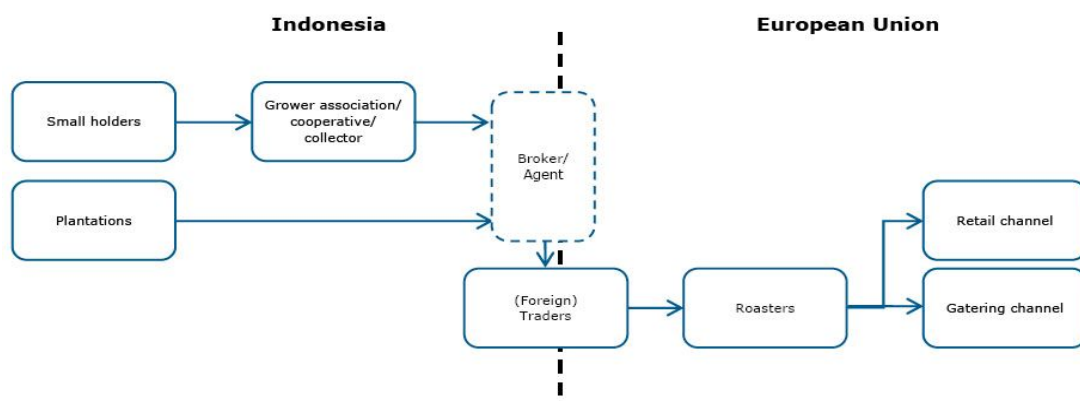 Indonesia
European Union
Small holders
Grower association/
cooperative/
collector
Broker/
Agent
Plantations
Retail channel
(Foreign)
Traders
Roasters
Gatering channel